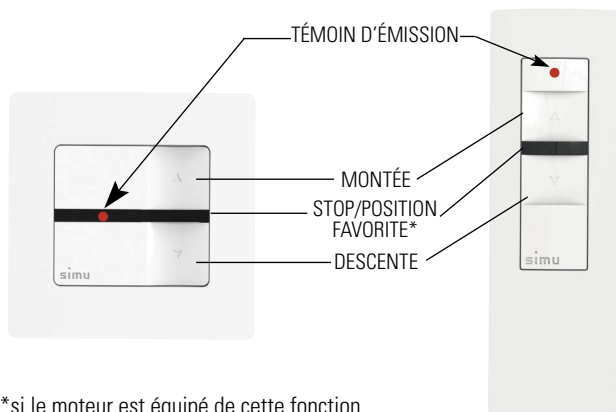 TÉMOIN D'ÉMISSION
MONTÉE
STOP/POSITION
FAVORITE*
DESCENTE
simu
simu
*si le moteur est équipé de cette fonction